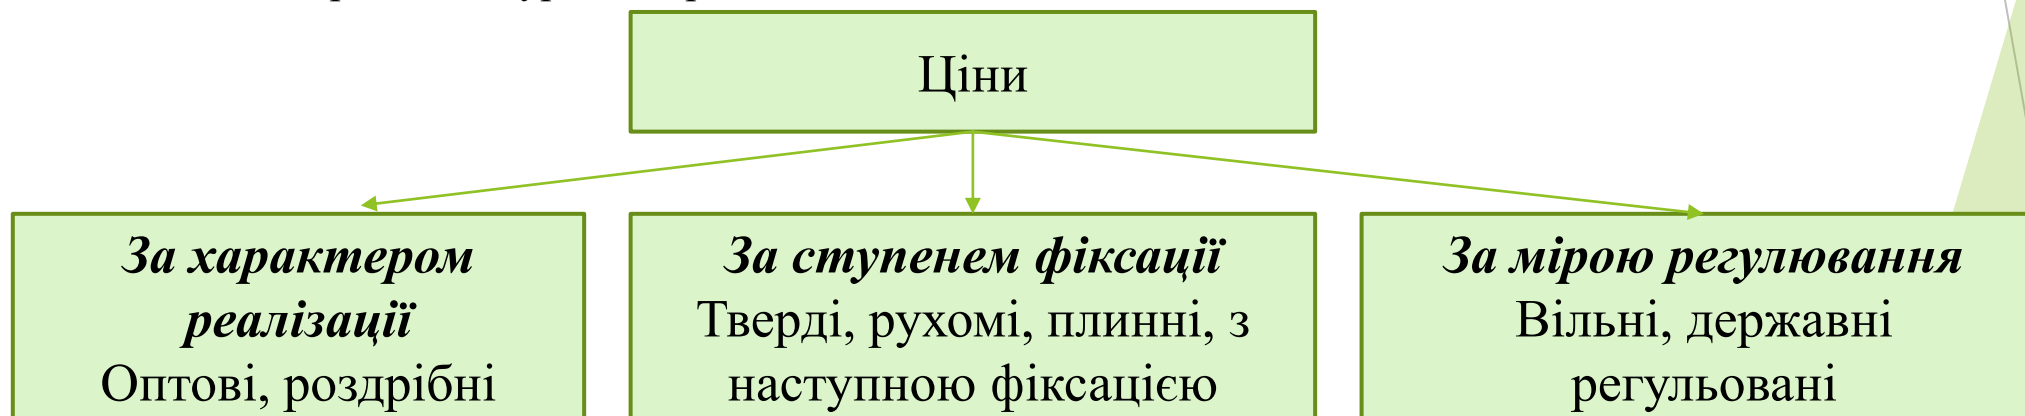 Ціни
За характером
реалізації
Оптові, роздрібні
За ступенем фіксації
Тверді, рухомі, плинні, з
наступною фіксацією
За мірою регулювання
Вільні, державні
регульовані